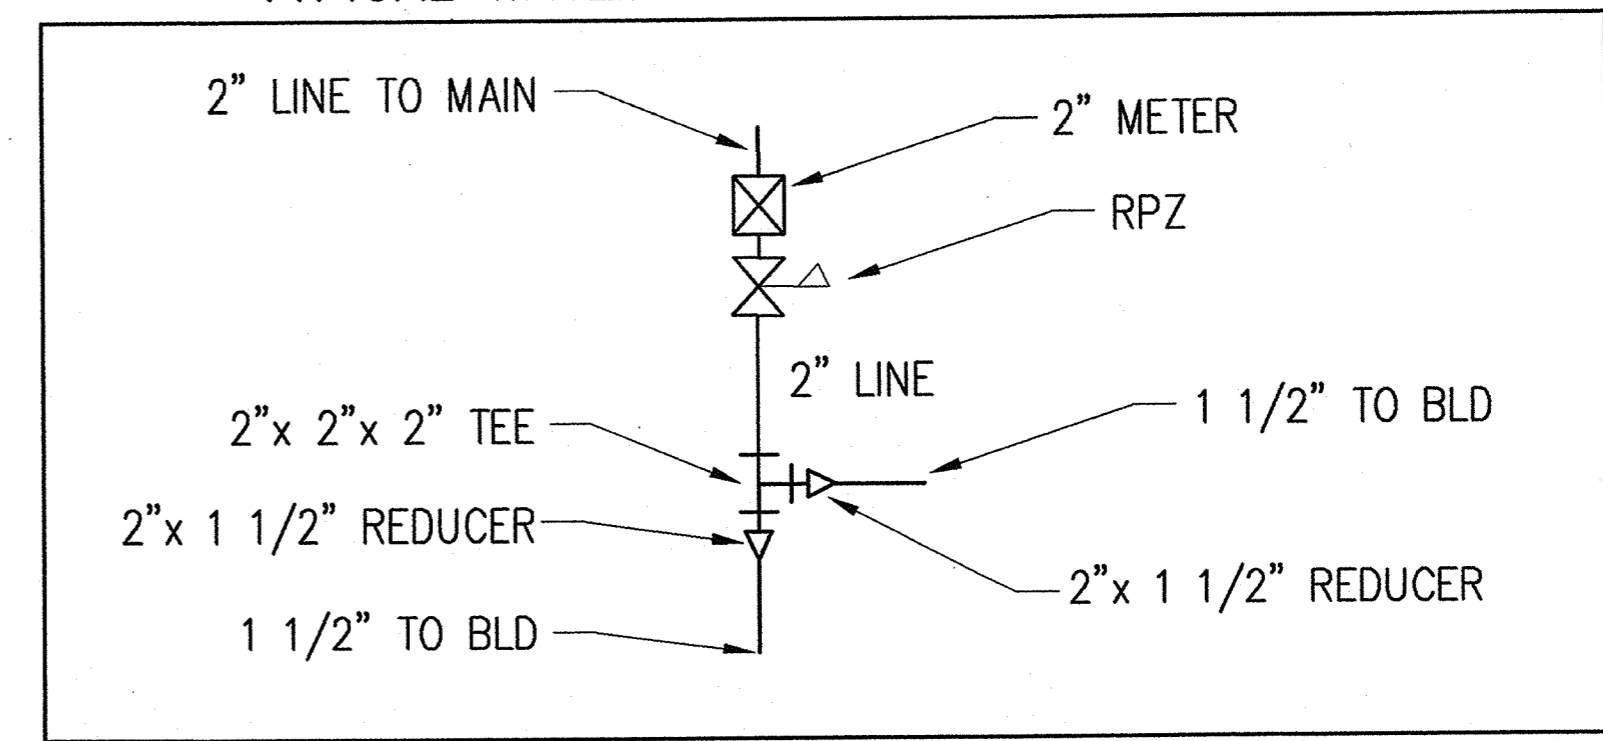 2" LINE TO MAIN
2" METER
RPZ
2" LINE
1 1/2" TO BLD
2"x 2"x 2" TEE
2"x 1 1/2" REDUCER
2"x 1 1/2" REDUCER
1 1/2" TO BLD